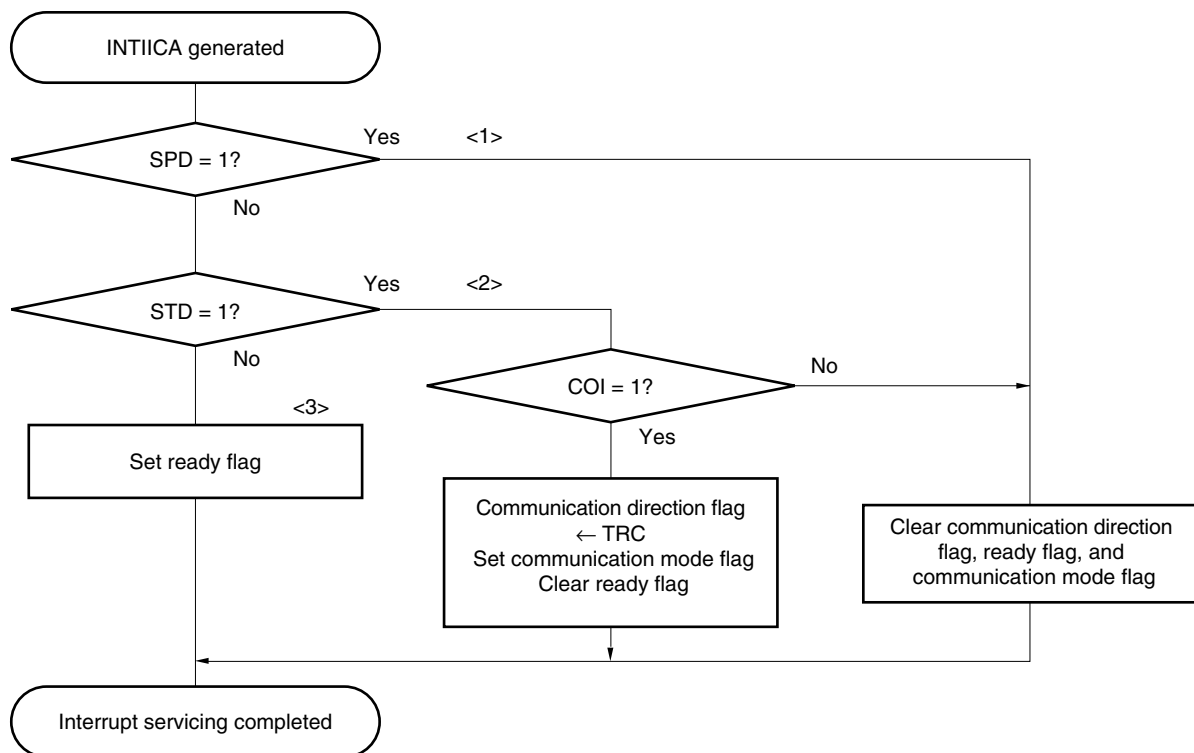 INTIICA generated
Yes
<1>
SPD = 1?
No
Yes
<2>
STD = 1?
No
COI = 1?
No
<3>
Yes
Set ready flag
Communication direction flag
← TRC
Set communication mode flag
Clear ready flag
Clear communication direction
flag, ready flag, and
communication mode flag
Interrupt servicing completed